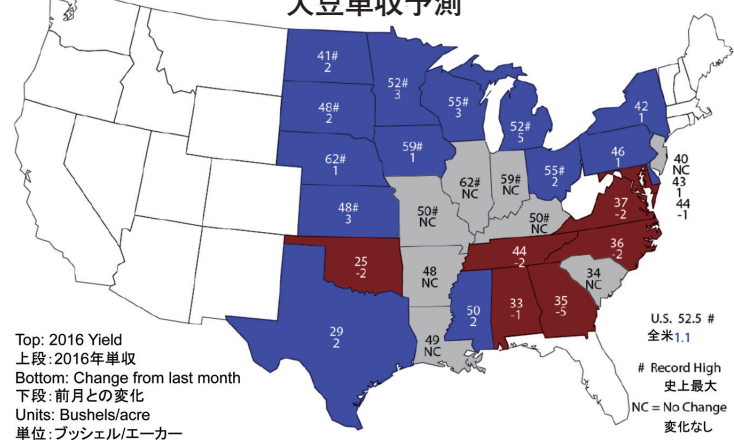 大豆単収予測
41#
2
48#
2
62#
1
48#
3
25
-2
29
2
52#
3
59#
1
50#
NC
48
NC
49
NC
55#
3
62#
NC
50
2
52#
5
59#
NC
50#
NC
44
-2
33
-1
55#
2
35
-5
42
1
46
1
37
-2
36
-2
34
NC
40
NC
43
1
44
-1
U.S. 52.5 #
全米1.1
# Record High
史上最大
NC = No Change
変化なし
Top: 2016 Yield
上段:2016年単収
Bottom: Change from last month
下段:前月との変化
Units: Bushels/acre
単位:ブッシェル/エーカー